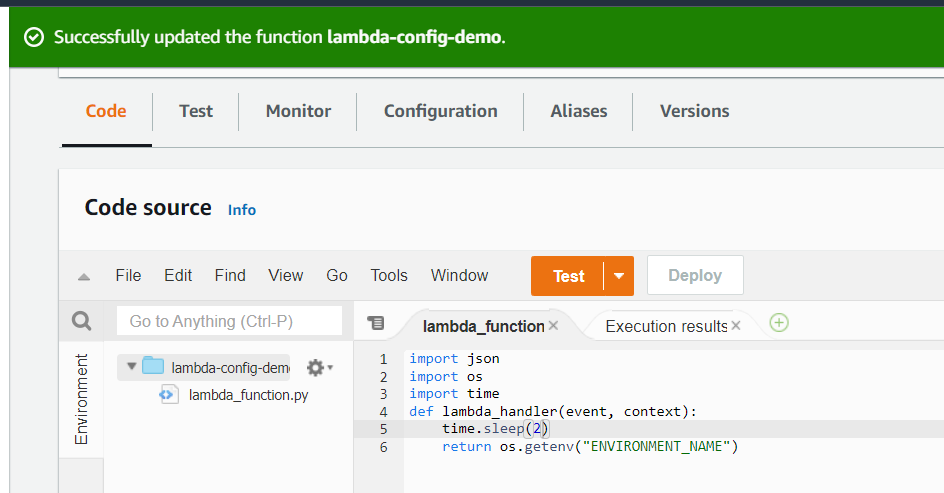 Successfully updated the function lambda-config-demo.
Code Test Monitor Configuration Aliases Versions
Code source Info
File Edit Find View Go Tools Window Test Deploy
Go to Anything (Ctrl-P)
lambda_function Execution results
Environment
lambda-config-dem
lambda_function.py
1 import json
2 import os
3 import time
4 def lambda_handler(event, context):
5 time.sleep(2)
6 return os.getenv("ENVIRONMENT_NAME")